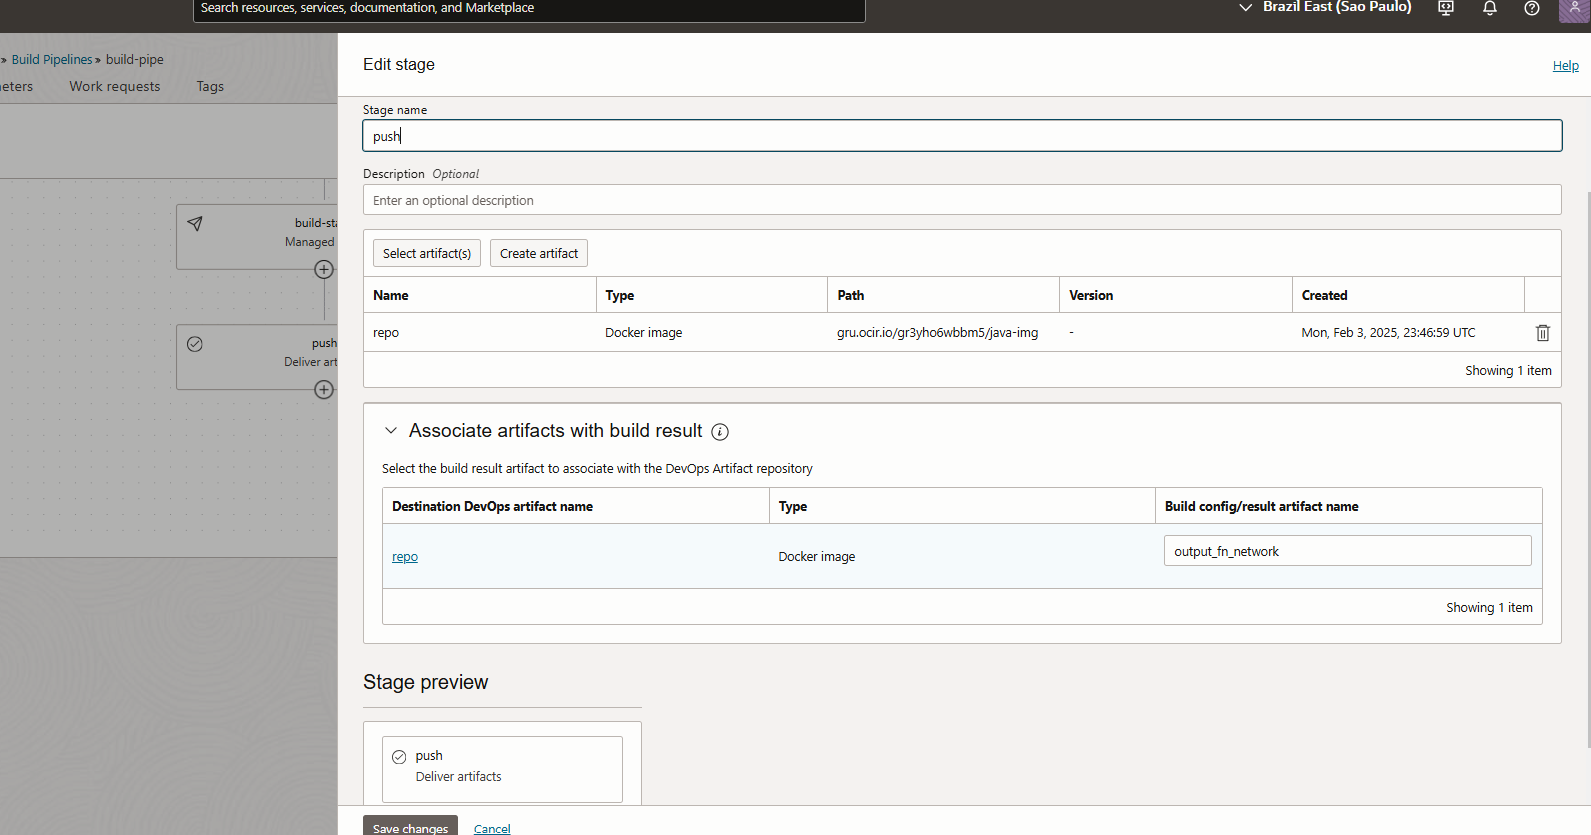 Search resources, services, documentation, and Marketplace
Brazil East (Sao Paulo)
» Build Pipelines » build-pipe
Work requests Tags
build-sta
Managed
push
Deliver art
Edit stage
Help
Stage name
push
Description Optional
Enter an optional description
Select artifact(s) Create artifact
Name Type Path Version Created
repo Docker image gru.ocir.io/gr3yho6wbbm5/java-img - Mon, Feb 3, 2025, 23:46:59 UTC
Showing 1 item
Associate artifacts with build result
Select the build result artifact to associate with the DevOps Artifact repository
Destination DevOps artifact name Type Build config/result artifact name
repo Docker image output_fn_network
Showing 1 item
Stage preview
push
Deliver artifacts
Save changes Cancel